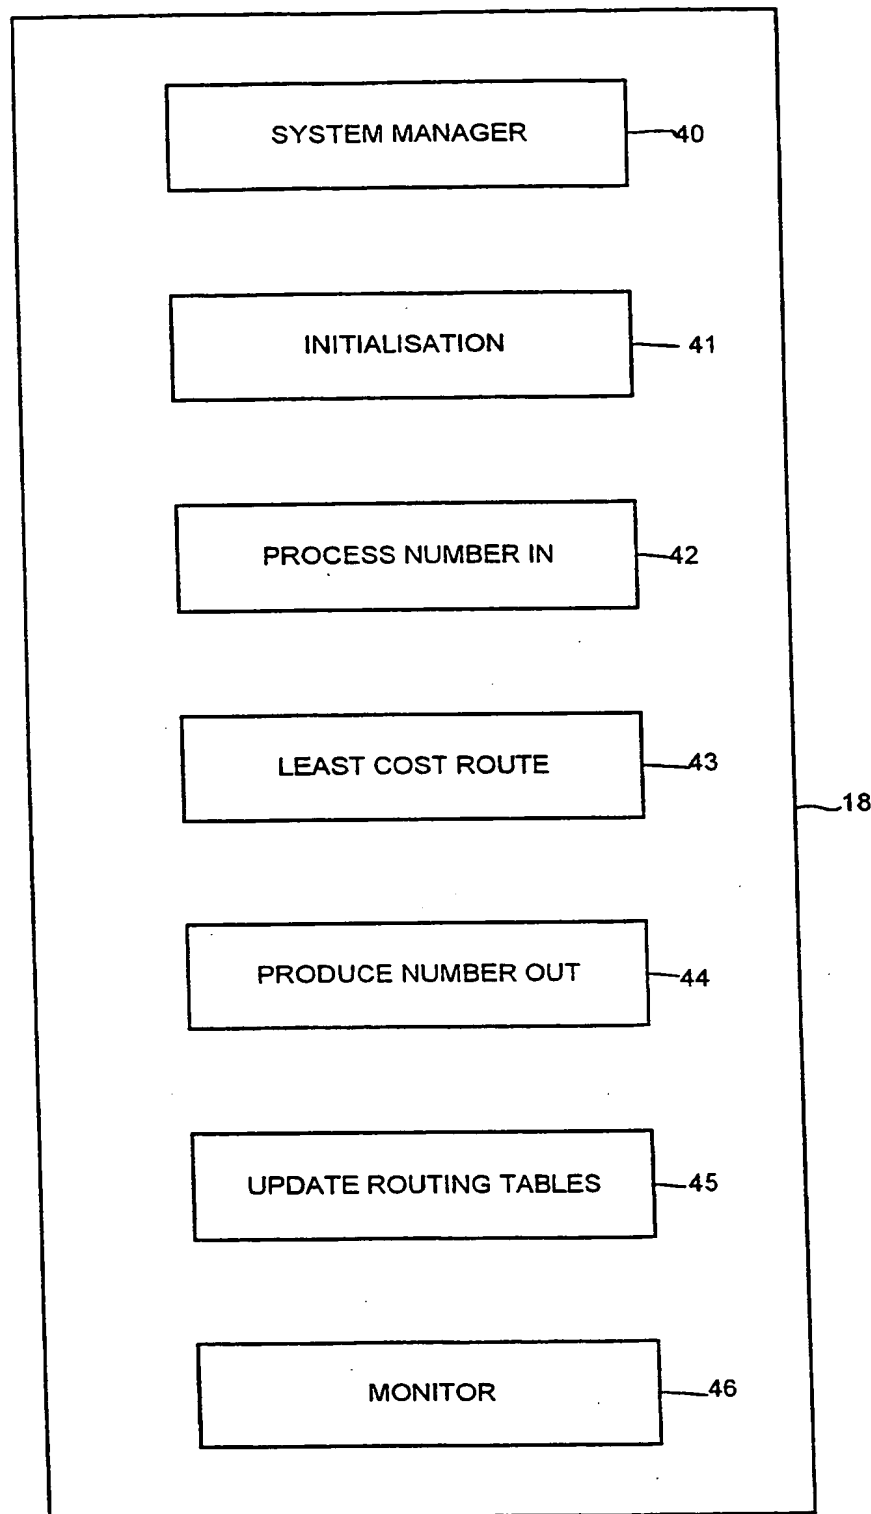 SYSTEM MANAGER 40
INITIALISATION 41
PROCESS NUMBER IN 42
LEAST COST ROUTE 43
18
PRODUCE NUMBER OUT 44
UPDATE ROUTING TABLES 45
MONITOR 46